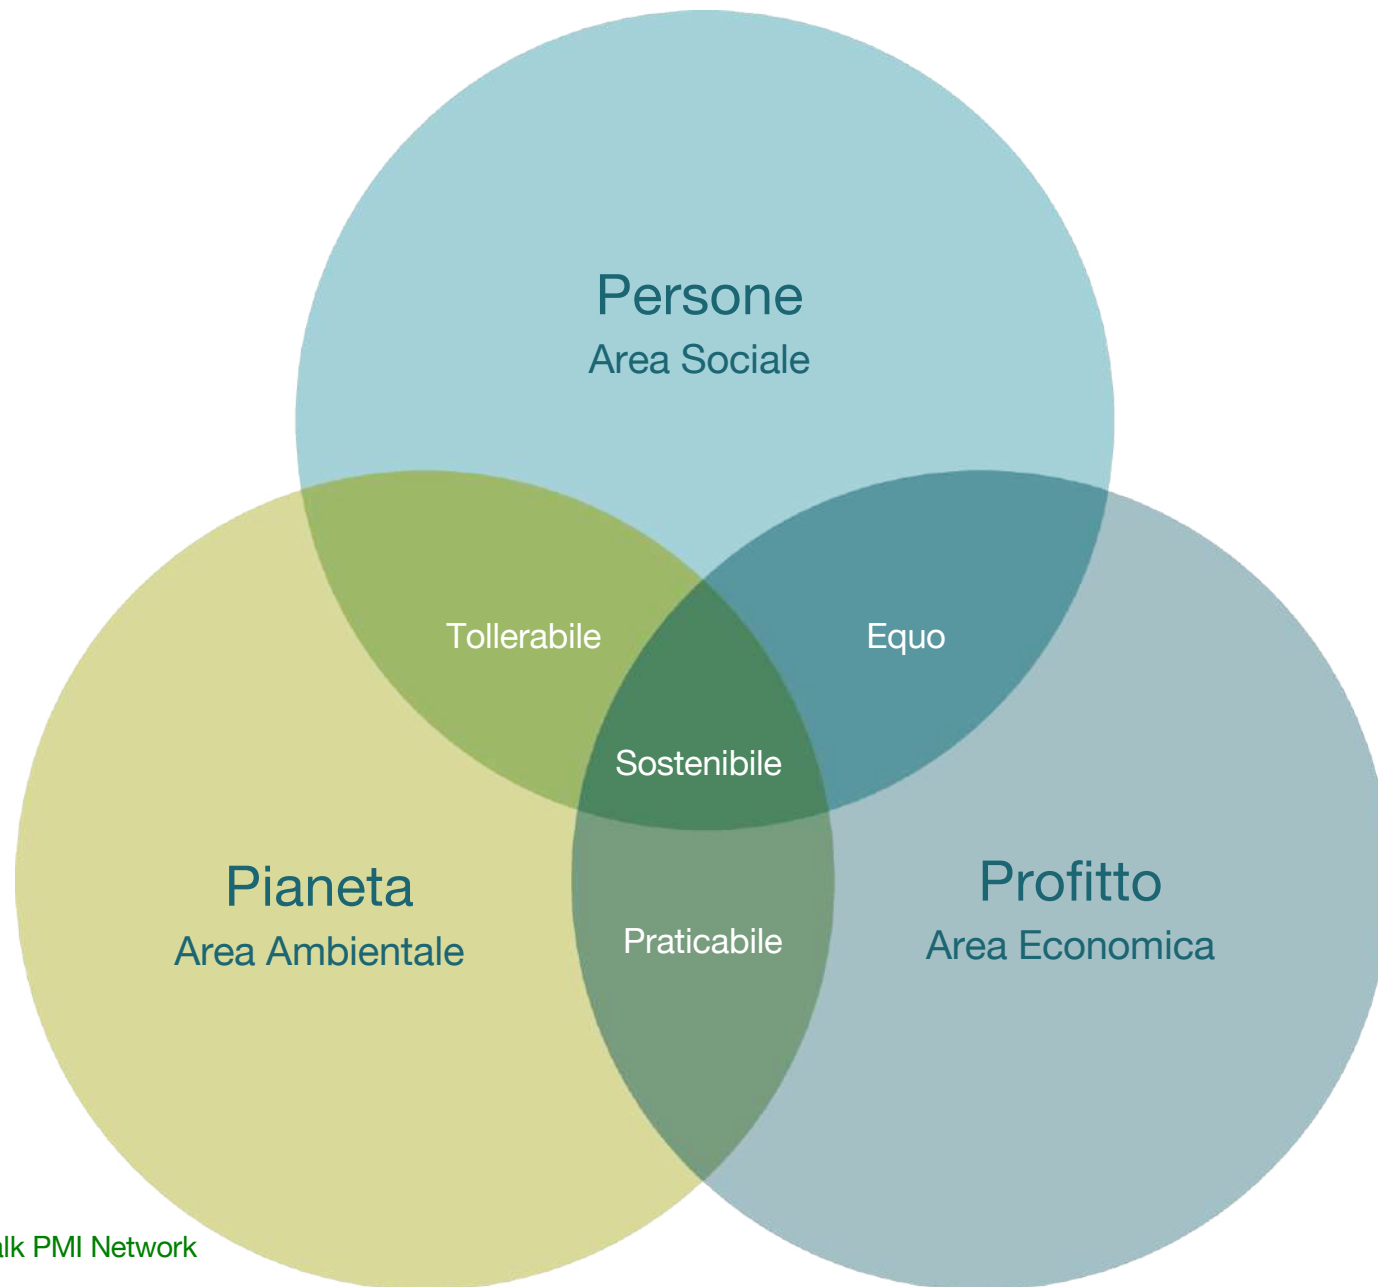 Persone
Area Sociale
Tollerabile
Equo
Sostenibile
Pianeta
Area Ambientale
Praticabile
Profitto
Area Economica
PMI Network